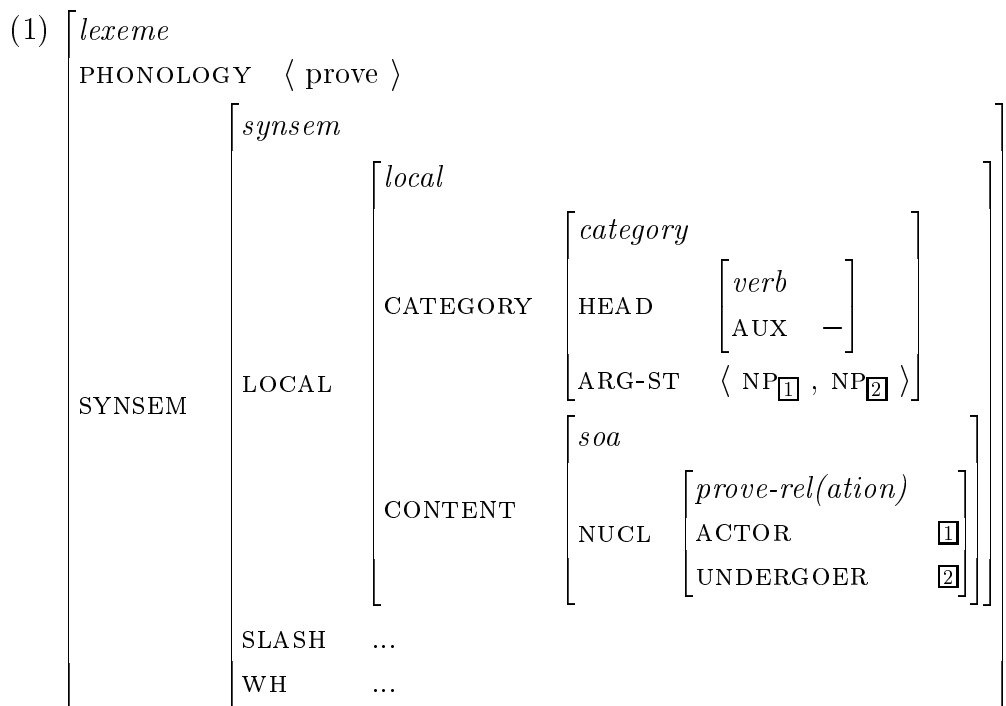 (1) lexeme
PHONOLOGY ⟨ prove ⟩
synsem
local
category
CATEGORY HEAD verb
AUX –
LOCAL ARG-ST ⟨ NP1 , NP2 ⟩
SYNSEM
soa
CONTENT NUCL prove-rel(ation)
ACTOR 1
UNDERGOER 2
SLASH ...
WH ...